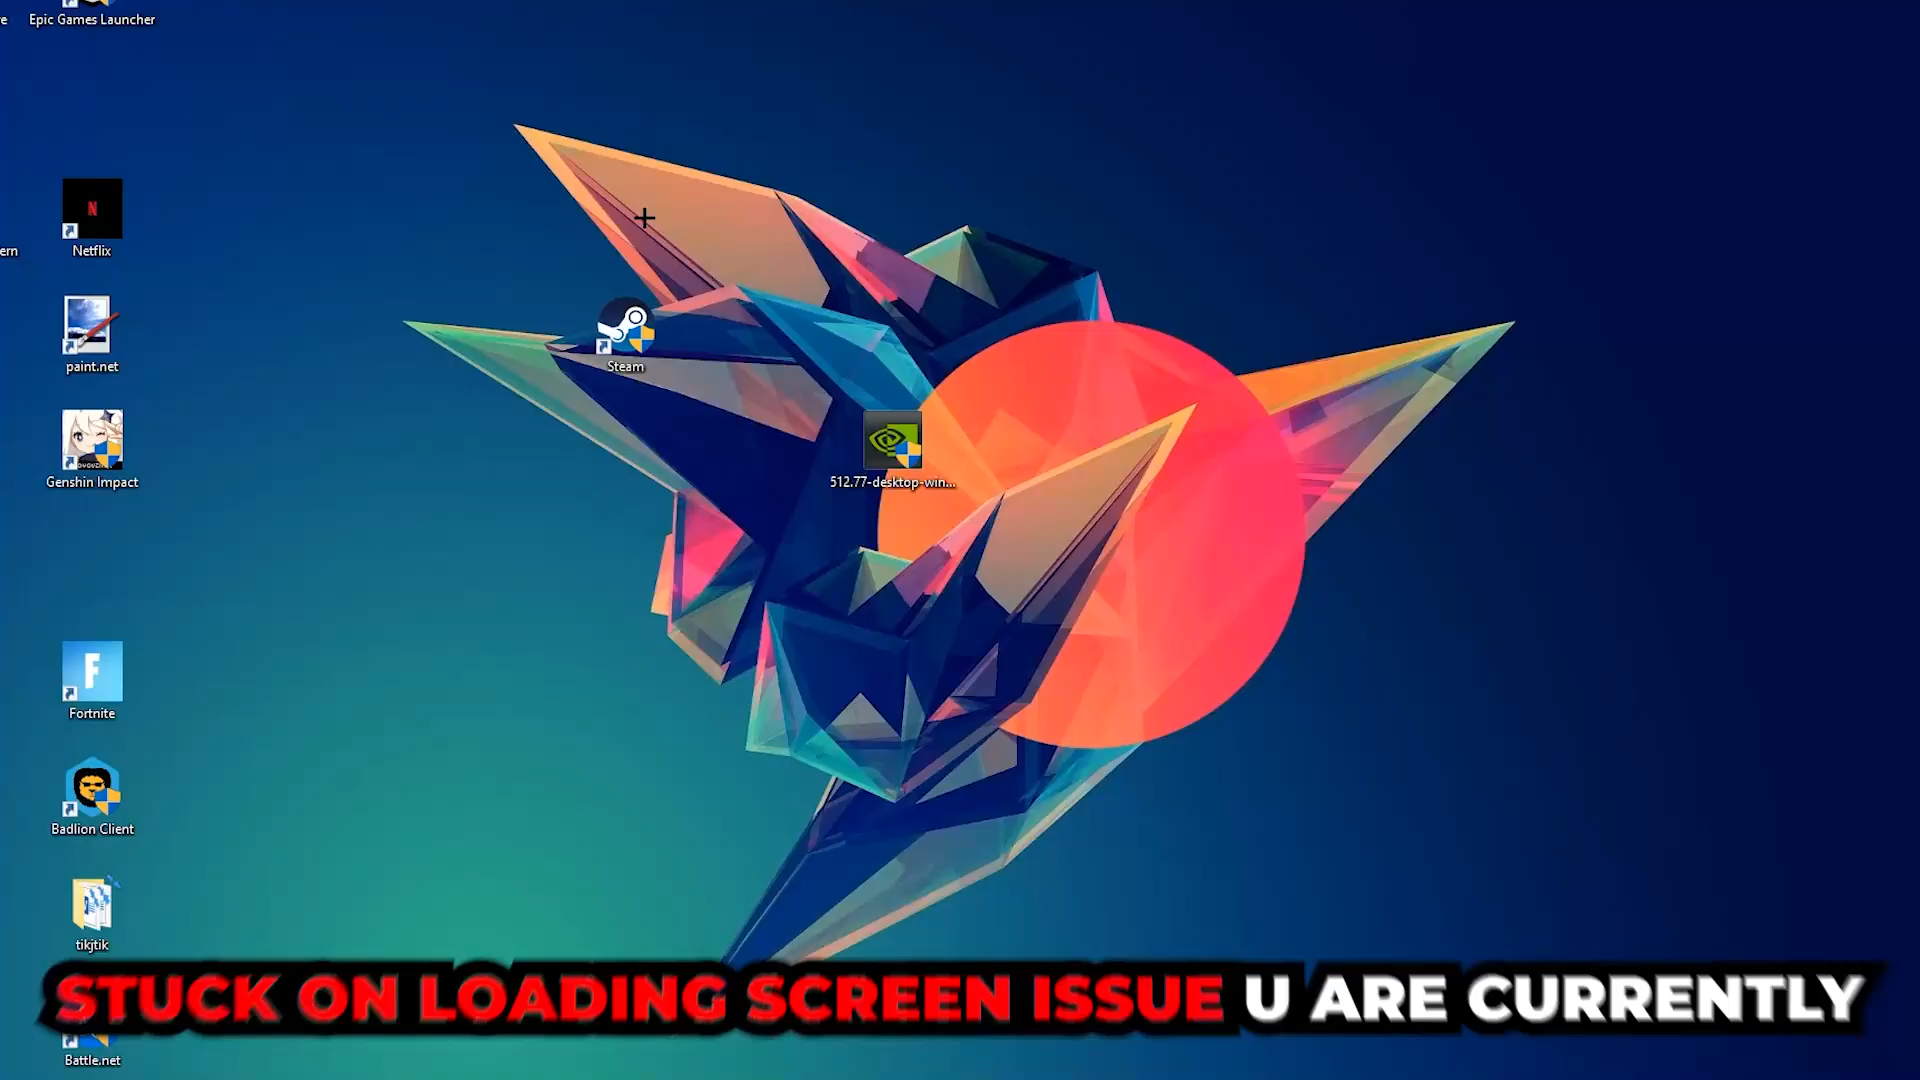 Epic Games Launcher
Netflix
ern
paint.net
Steam
Genshin Impact
512.77-desktop-win...
F
Fortnite
Badlion Client
tikjtik
STUCK ON LOADING SCREEN ISSUE U ARE CURRENTLY
Battle.net